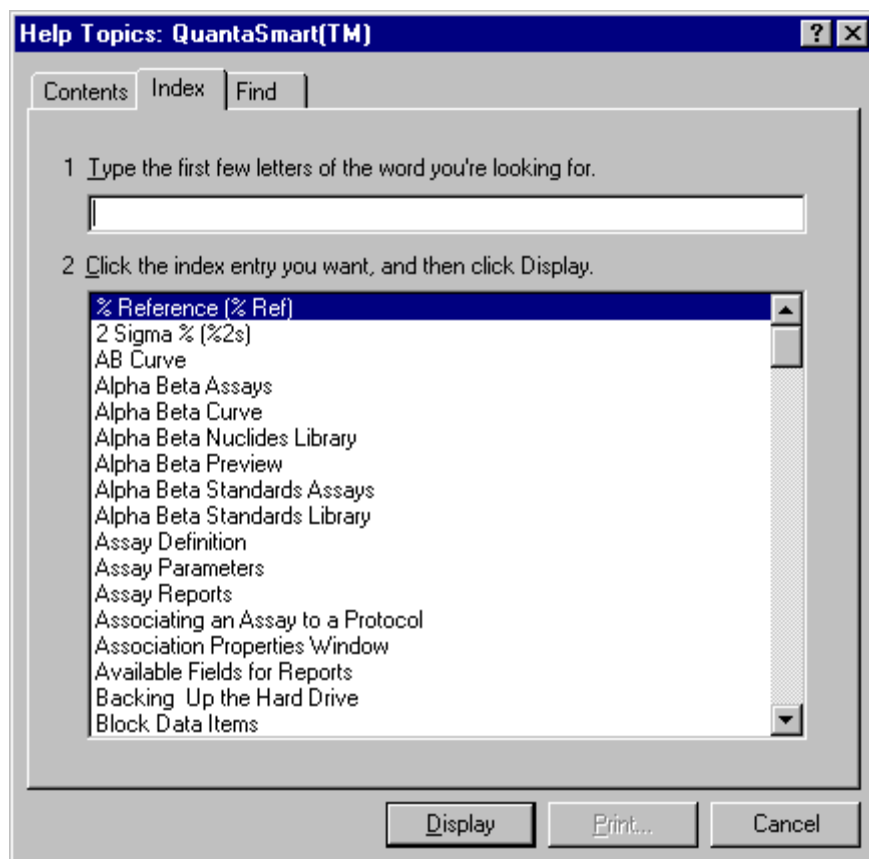 Help Topics: QuantaSmart(TM)
Contents Index Find
1 Type the first few letters of the word you're looking for.
2 Click the index entry you want, and then click Display.
% Reference (% Ref)
2 Sigma % (%2s)
AB Curve
Alpha Beta Assays
Alpha Beta Curve
Alpha Beta Nuclides Library
Alpha Beta Preview
Alpha Beta Standards Assays
Alpha Beta Standards Library
Assay Definition
Assay Parameters
Assay Reports
Associating an Assay to a Protocol
Association Properties Window
Available Fields for Reports
Backing  Up the Hard Drive
Block Data Items
Display Print... Cancel